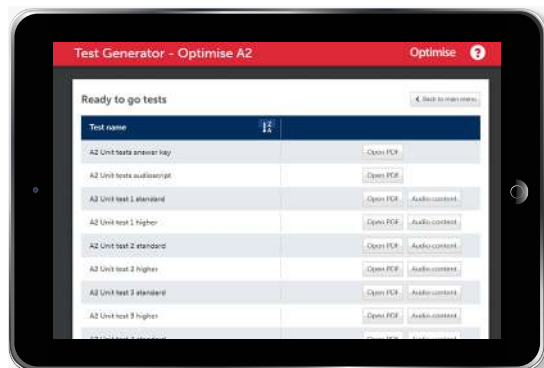 Test Generator - Optimise A2 Optimise ?
Ready to go tests
Back to main menu
Test name
A2 Unit tests answer key Open PDF
A2 Unit tests audioscript Open PDF
A2 Unit test 1 standard Open PDF Audio content
A2 Unit test 1 higher Open PDF Audio content
A2 Unit test 2 standard Open PDF Audio content
A2 Unit test 2 higher Open PDF Audio content
A2 Unit test 3 standard Open PDF Audio content
A2 Unit test 3 higher Open PDF Audio content